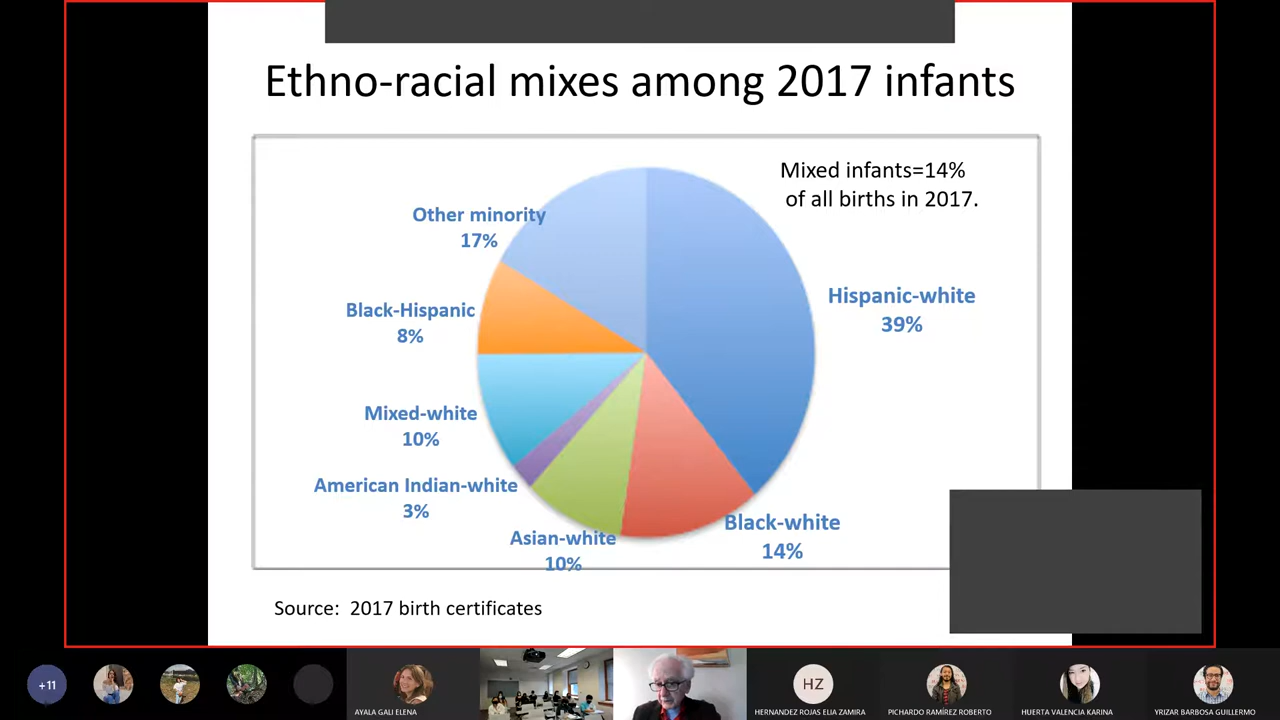 Ethno-racial mixes among 2017 infants
Mixed infants=14%
of all births in 2017.
Other minority
17%
Hispanic-white
39%
Black-Hispanic
8%
Mixed-white
10%
American Indian-white
3%
Asian-white
10%
Black-white
14%
Source: 2017 birth certificates
+11
AYALA GALI ELENA
HZ
HERNANDEZ ROJAS ELIA ZAMIRA
PICHARDO RAMÍREZ ROBERTO
HUERTA VALENCIA KARINA
YRIZAR BARBOSA GUILLERMO